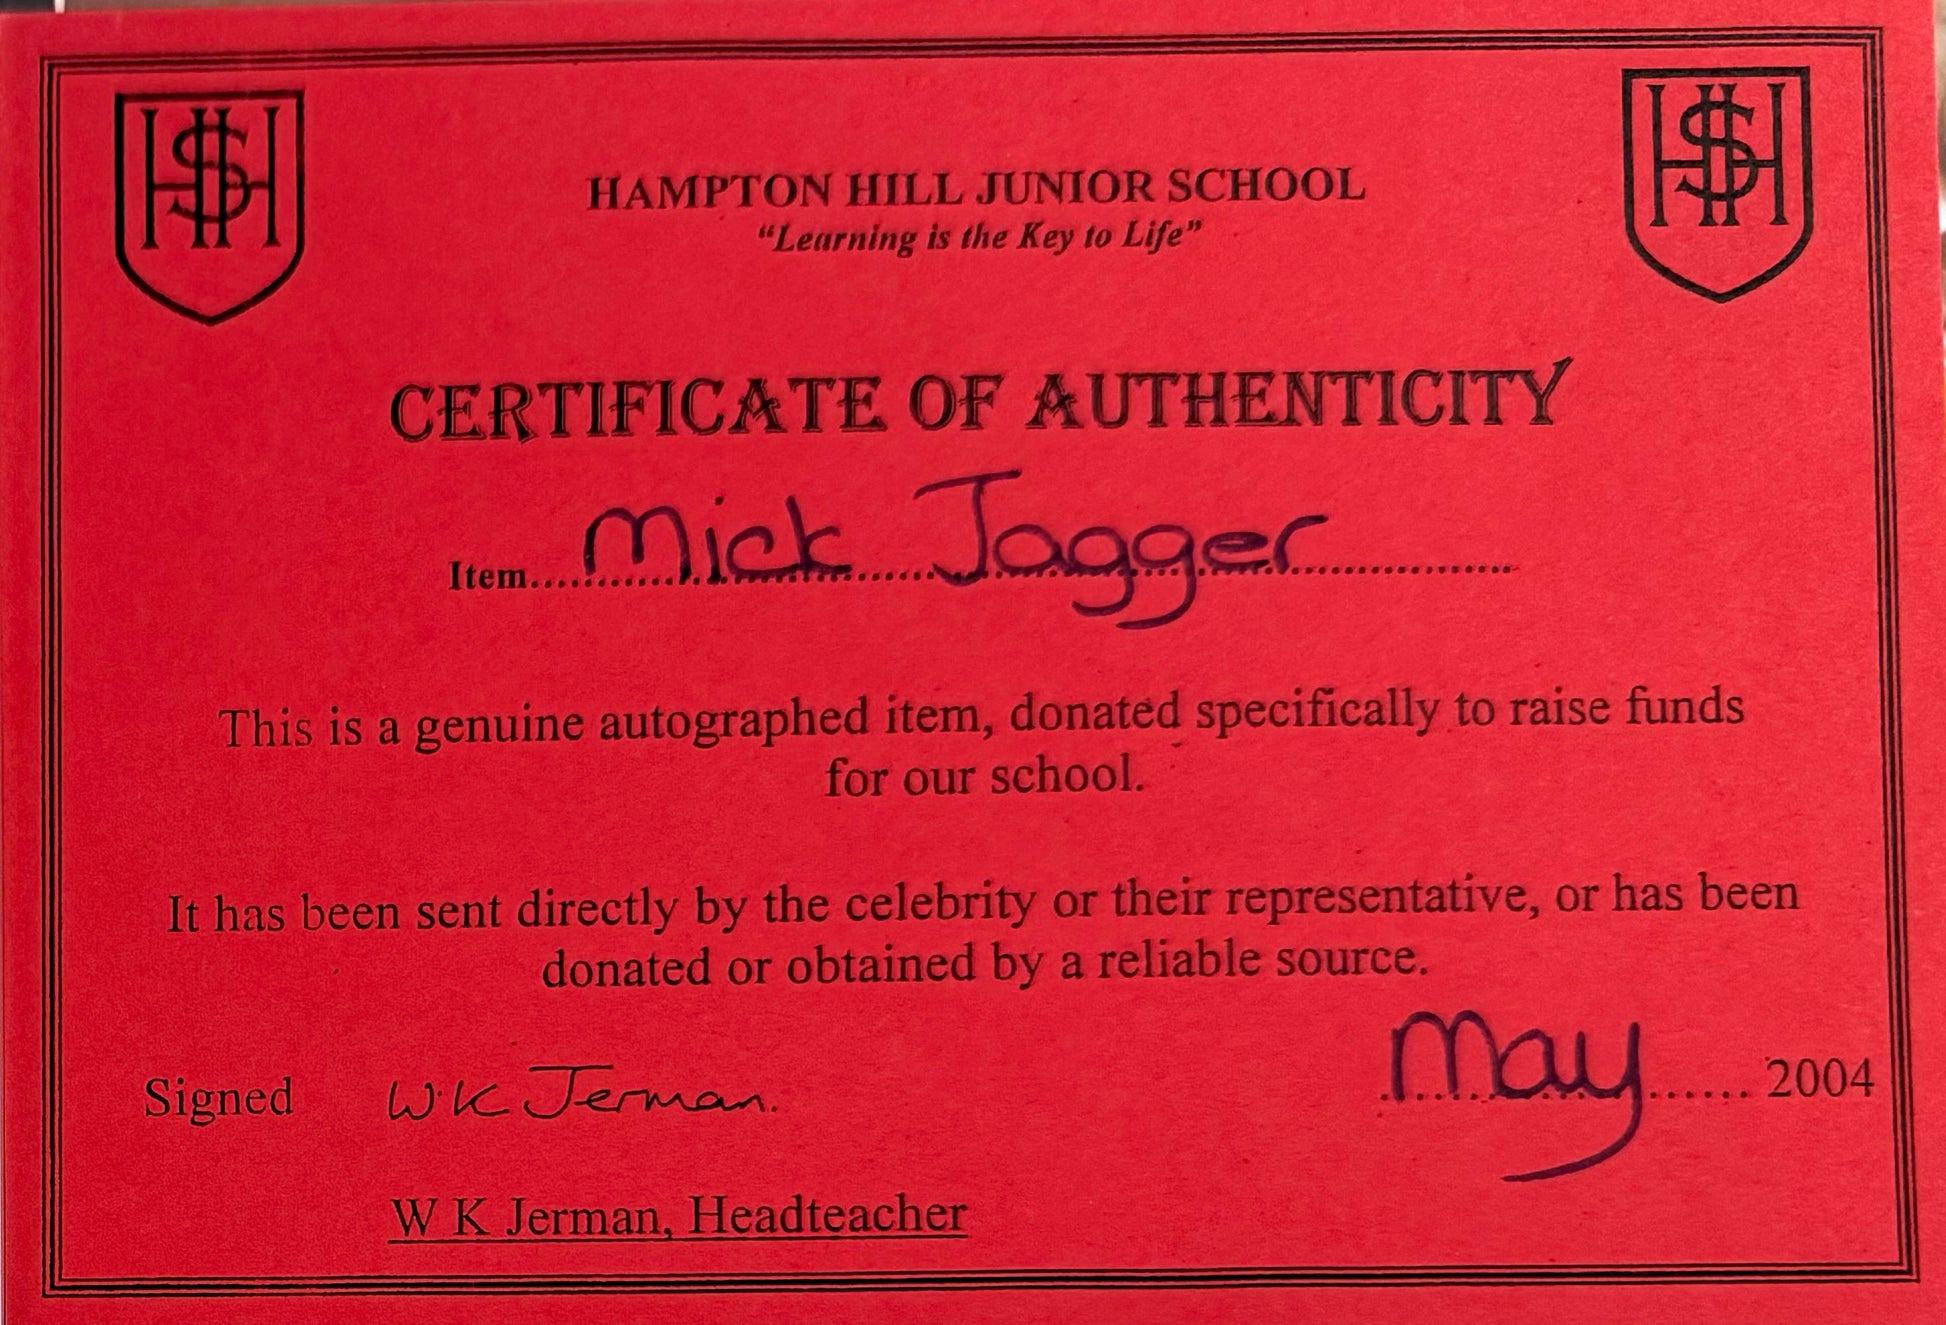 HHS HHS
HAMPTON HILL JUNIOR SCHOOL
“Learning is the Key to Life”
CERTIFICATE OF AUTHENTICITY
Item.....Mick Jagger.....
This is a genuine autographed item, donated specifically to raise funds
for our school.
It has been sent directly by the celebrity or their representative, or has been
donated or obtained by a reliable source.
Signed W.K Jerman. May....... 2004
W K Jerman, Headteacher